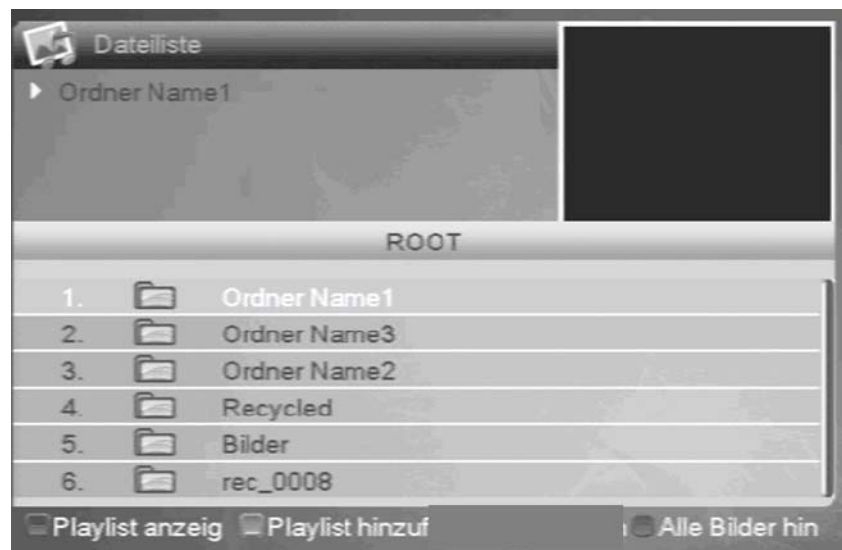 Dateiliste
Ordner Name1
ROOT
1. Ordner Name1
2. Ordner Name3
3. Ordner Name2
4. Recycled
5. Bilder
6. rec_0008
Playlist anzeig Playlist hinzuf Alle Bilder hin